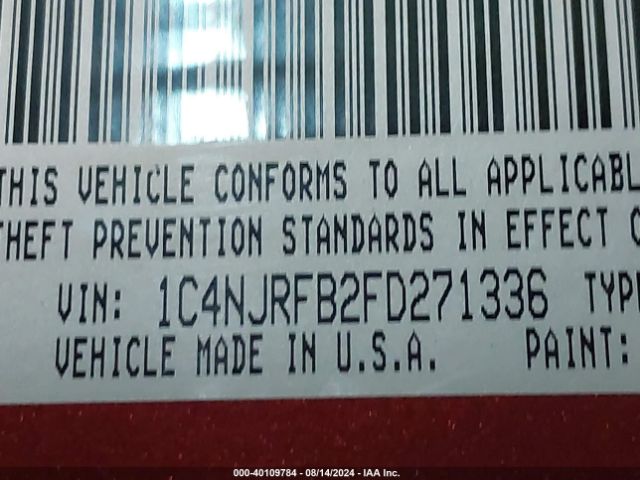 THIS VEHICLE CONFORMS TO ALL APPLICABL
THEFT PREVENTION STANDARDS IN EFFECT O
VIN: 1C4NJRFB2FD271336 TYP
VEHICLE MADE IN U.S.A. PAINT:
000-40109784 - 08/14/2024 - IAA Inc.